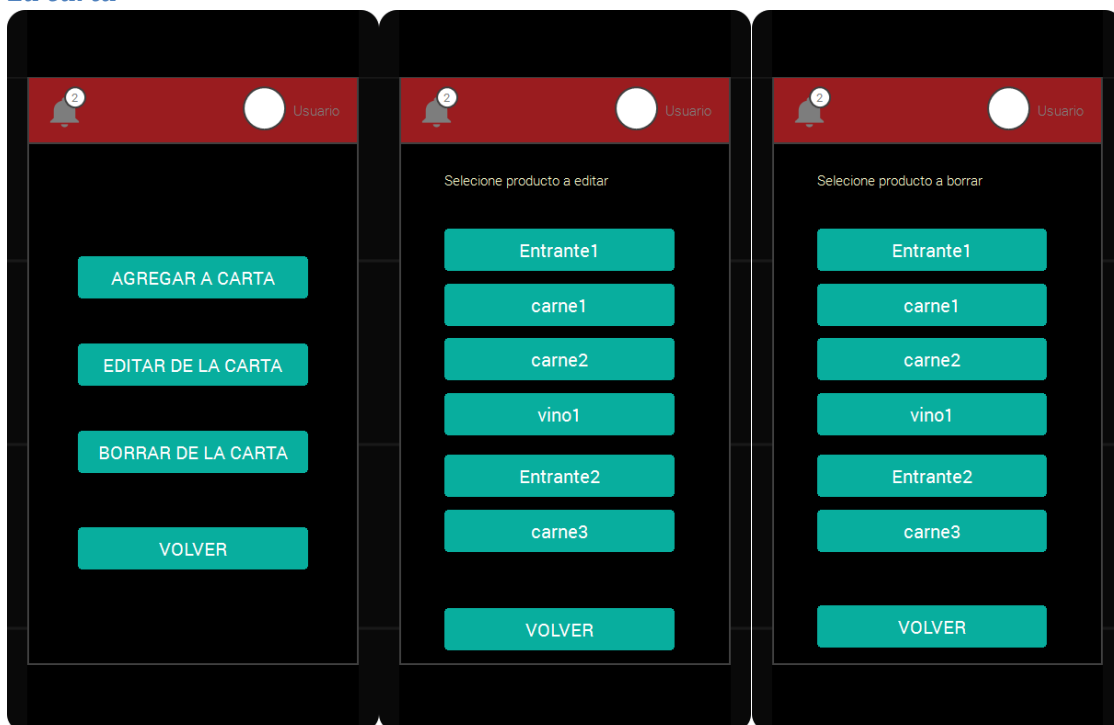 La carta
2
Usuario
AGREGAR A CARTA
EDITAR DE LA CARTA
BORRAR DE LA CARTA
VOLVER
2
Usuario
Selecione producto a editar
Entrante1
carne1
carne2
vino1
Entrante2
carne3
VOLVER
2
Usuario
Selecione producto a borrar
Entrante1
carne1
carne2
vino1
Entrante2
carne3
VOLVER